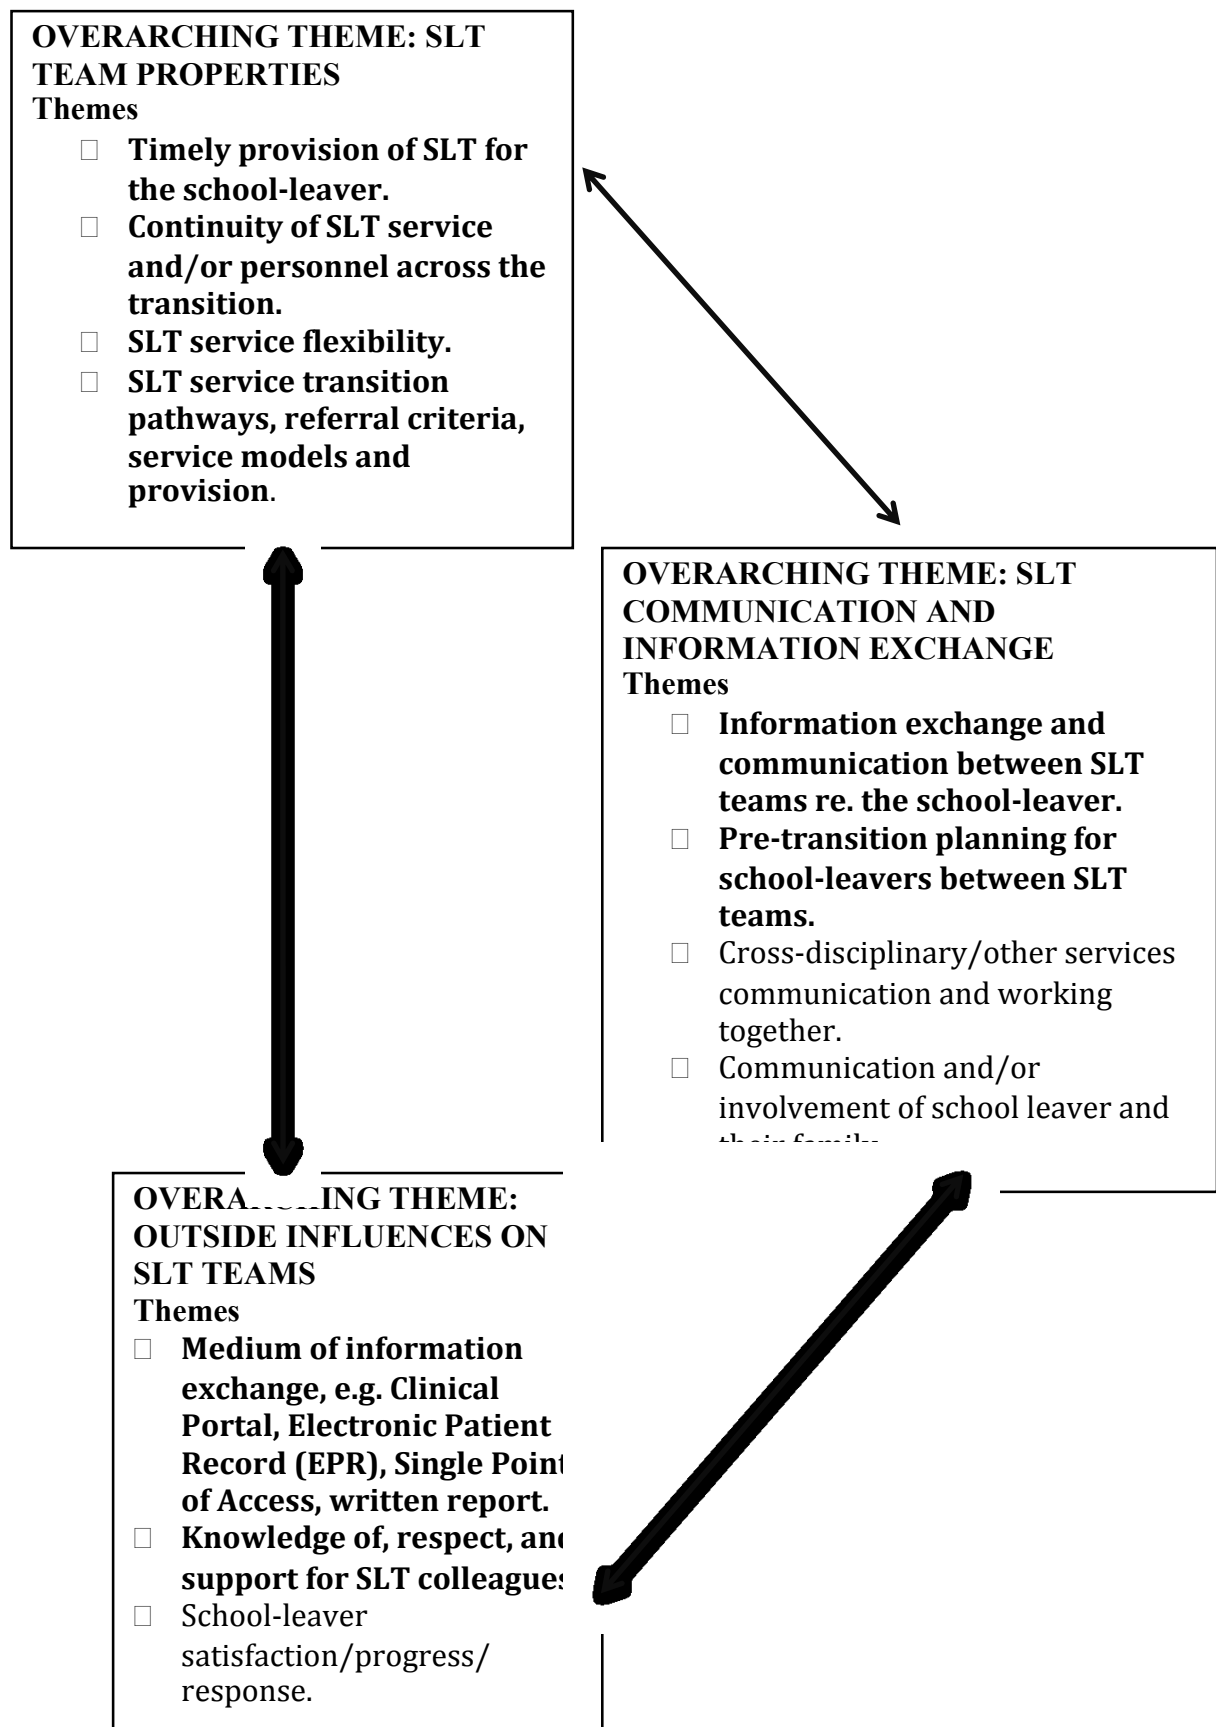 OVERARCHING THEME: SLT
TEAM PROPERTIES
Themes
Timely provision of SLT for
the school-leaver.
Continuity of SLT service
and/or personnel across the
transition.
SLT service flexibility.
SLT service transition
pathways, referral criteria,
service models and
provision.
OVERARCHING THEME: SLT
COMMUNICATION AND
INFORMATION EXCHANGE
Themes
Information exchange and
communication between SLT
teams re. the school-leaver.
Pre-transition planning for
school-leavers between SLT
teams.
Cross-disciplinary/other services
communication and working
together.
Communication and/or
involvement of school leaver and
their family
OVERARCHING THEME:
OUTSIDE INFLUENCES ON
SLT TEAMS
Themes
Medium of information
exchange, e.g. Clinical
Portal, Electronic Patient
Record (EPR), Single Point
of Access, written report.
Knowledge of, respect, and
support for SLT colleagues
School-leaver
satisfaction/progress/
response.